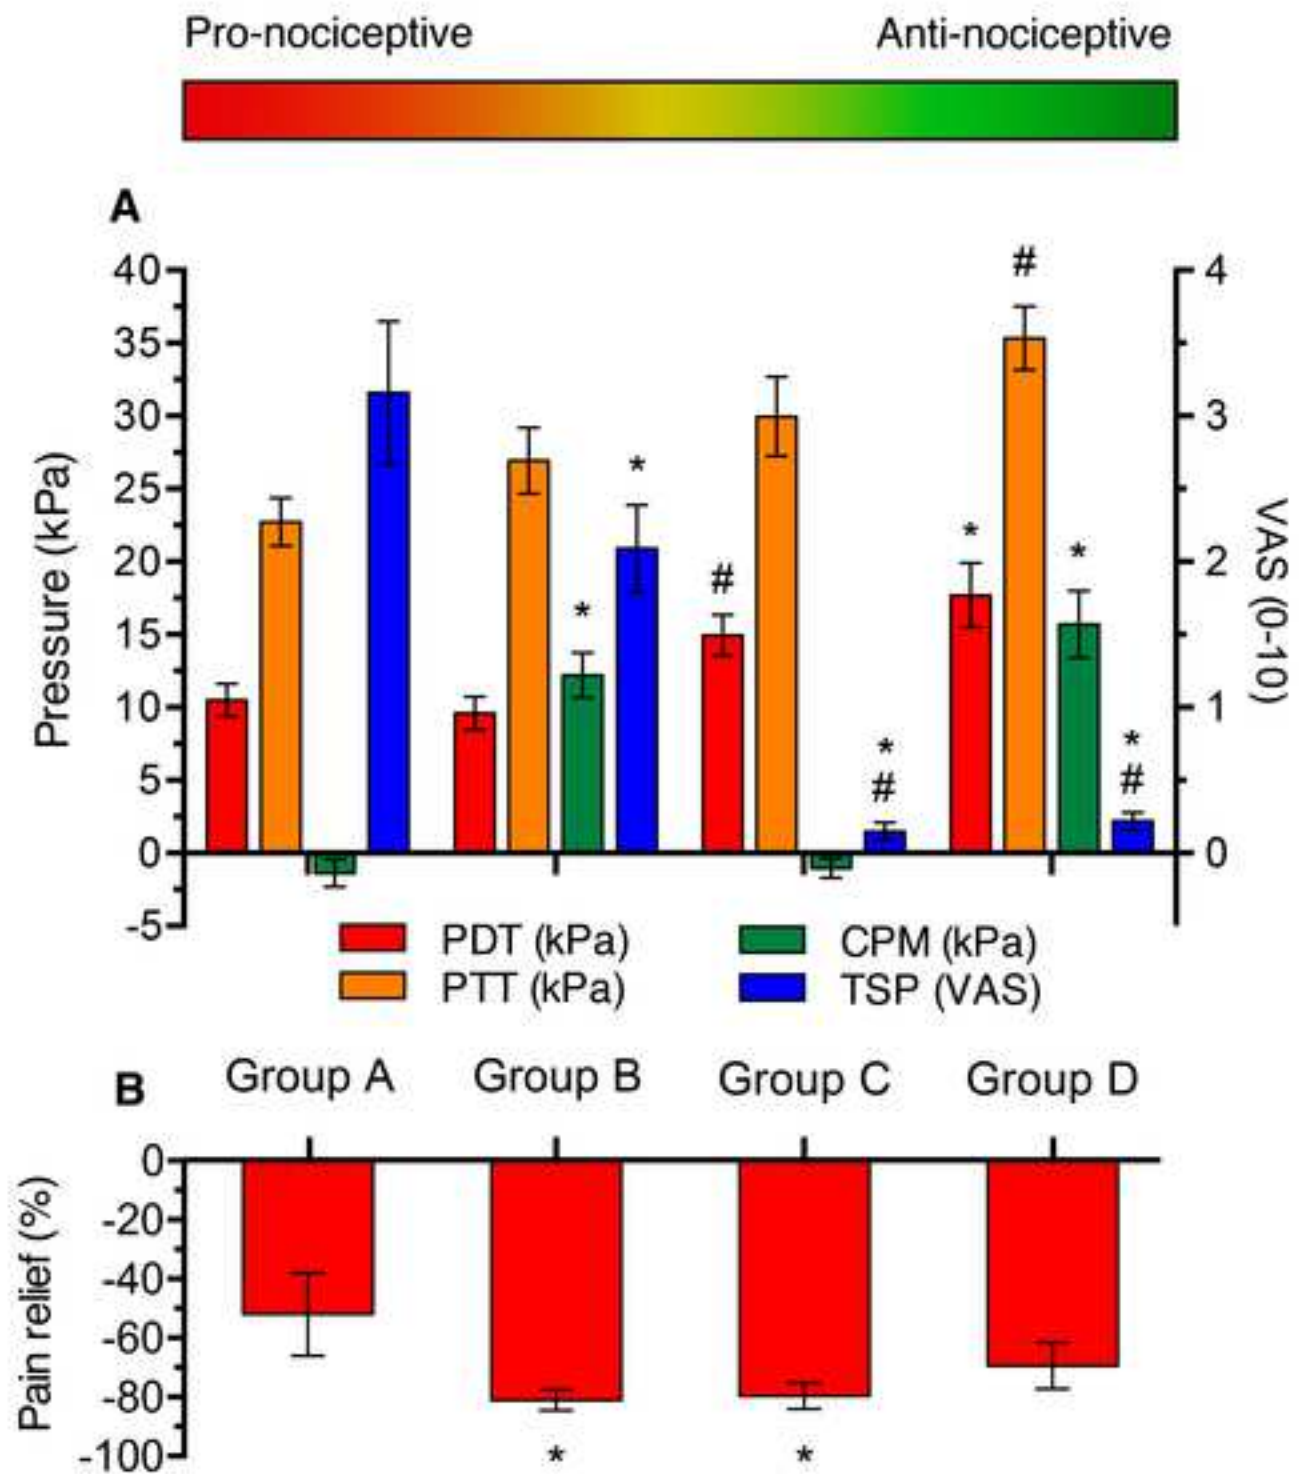 Pro-nociceptive Anti-nociceptive
A
40 4
#
35
30 3
25
*
20 2
* *
#
15
*
10 1
* *
5
# #
0 0
-5
Pressure (kPa)
VAS (0-10)
PDT (kPa) CPM (kPa)
PTT (kPa) TSP (VAS)
B
Group A Group B Group C Group D
0
-20
-40
-60
-80
-100
* *
Pain relief (%)